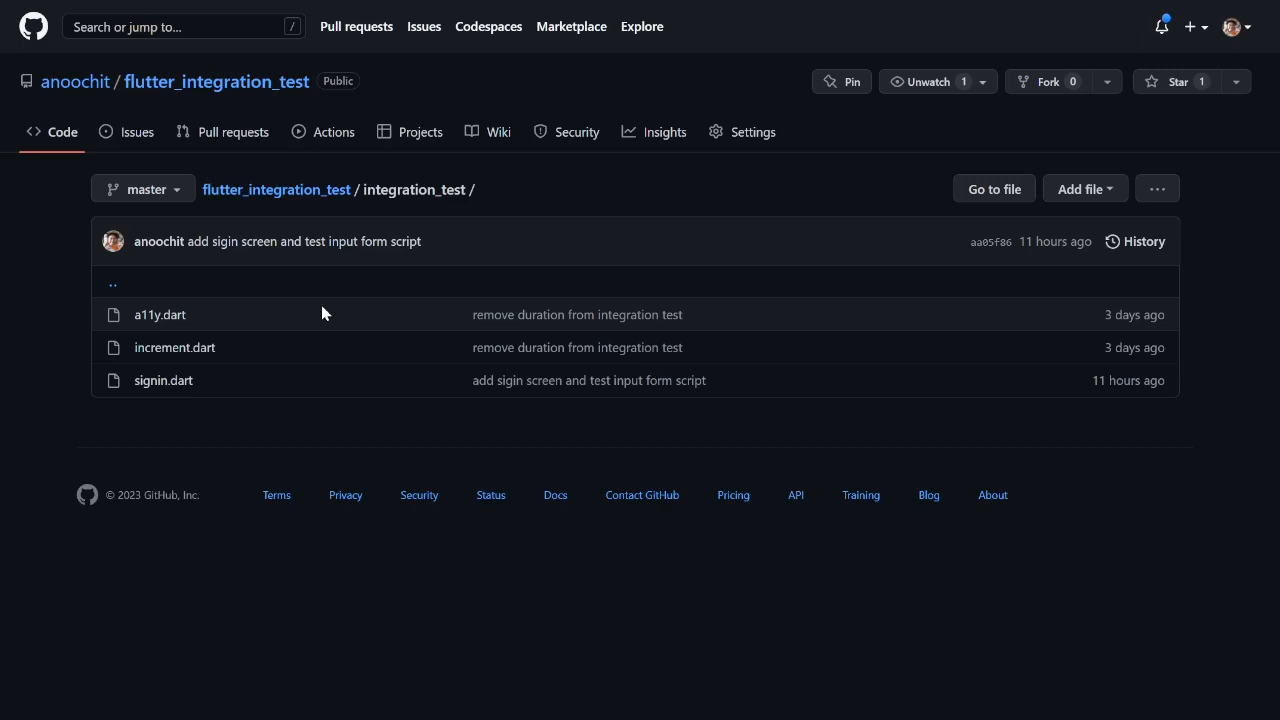 Search or jump to... / Pull requests Issues Codespaces Marketplace Explore
anoochit / flutter_integration_test Public Pin Unwatch 1 Fork 0 Star 1
Code Issues Pull requests Actions Projects Wiki Security Insights Settings
master flutter_integration_test / integration_test / Go to file Add file ...
anoochit add sigin screen and test input form script aa05f86 11 hours ago History
..
a11y.dart remove duration from integration test 3 days ago
increment.dart remove duration from integration test 3 days ago
signin.dart add sigin screen and test input form script 11 hours ago
© 2023 GitHub, Inc. Terms Privacy Security Status Docs Contact GitHub Pricing API Training Blog About